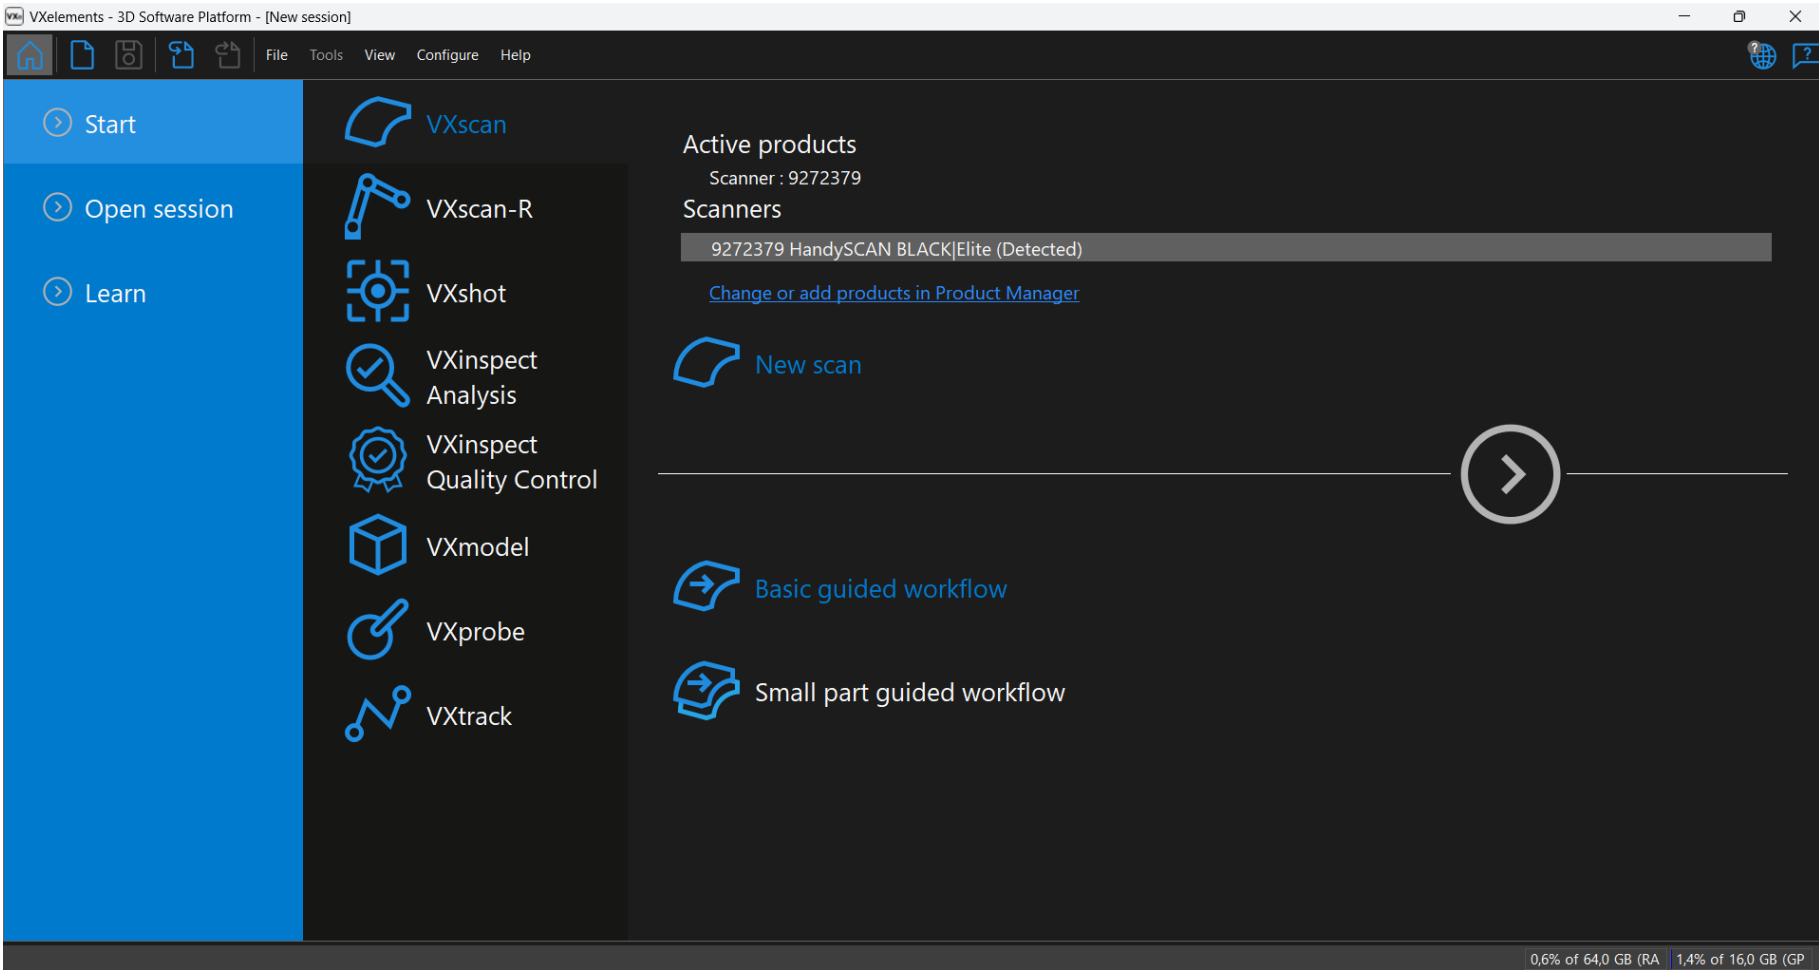 VXelements - 3D Software Platform - [New session]
File Tools View Configure Help
Start
Open session
Learn
VXscan
VXscan-R
VXshot
VXinspect
Analysis
VXinspect
Quality Control
VXmodel
VXprobe
VXtrack
Active products
Scanner : 9272379
Scanners
9272379 HandySCAN BLACK|Elite (Detected)
Change or add products in Product Manager
New scan
Basic guided workflow
Small part guided workflow
0,6% of 64,0 GB (RA
1,4% of 16,0 GB (GP